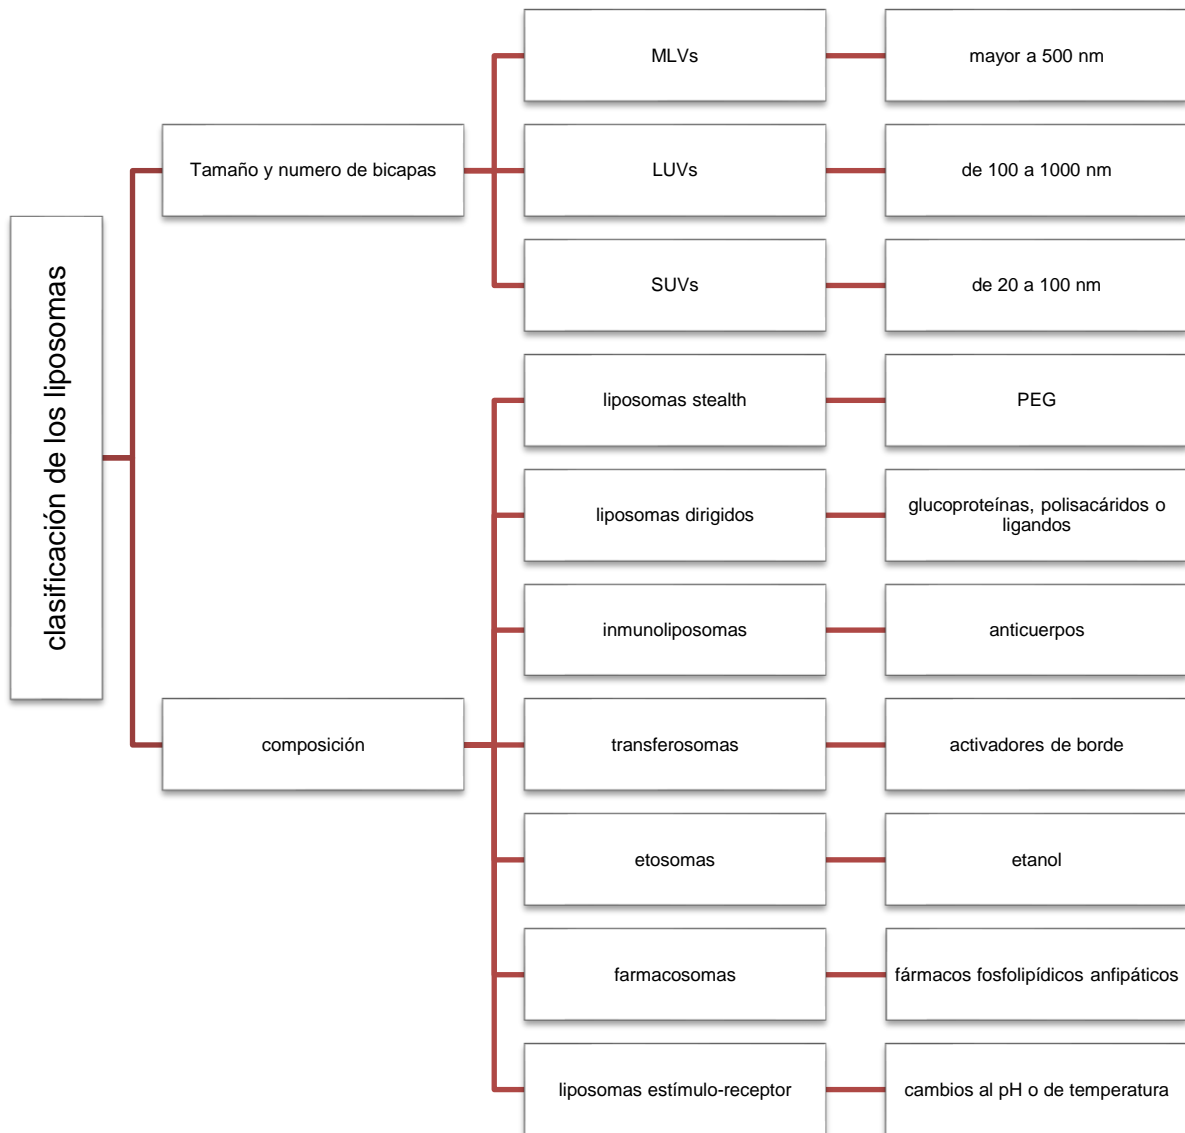 clasificación de los liposomas
Tamaño y numero de bicapas
MLVs
mayor a 500 nm
LUVs
de 100 a 1000 nm
SUVs
de 20 a 100 nm
composición
liposomas stealth
PEG
liposomas dirigidos
glucoproteínas, polisacáridos o
ligandos
inmunoliposomas
anticuerpos
transferosomas
activadores de borde
etosomas
etanol
farmacosomas
fármacos fosfolipídicos anfipáticos
liposomas estímulo-receptor
cambios al pH o de temperatura